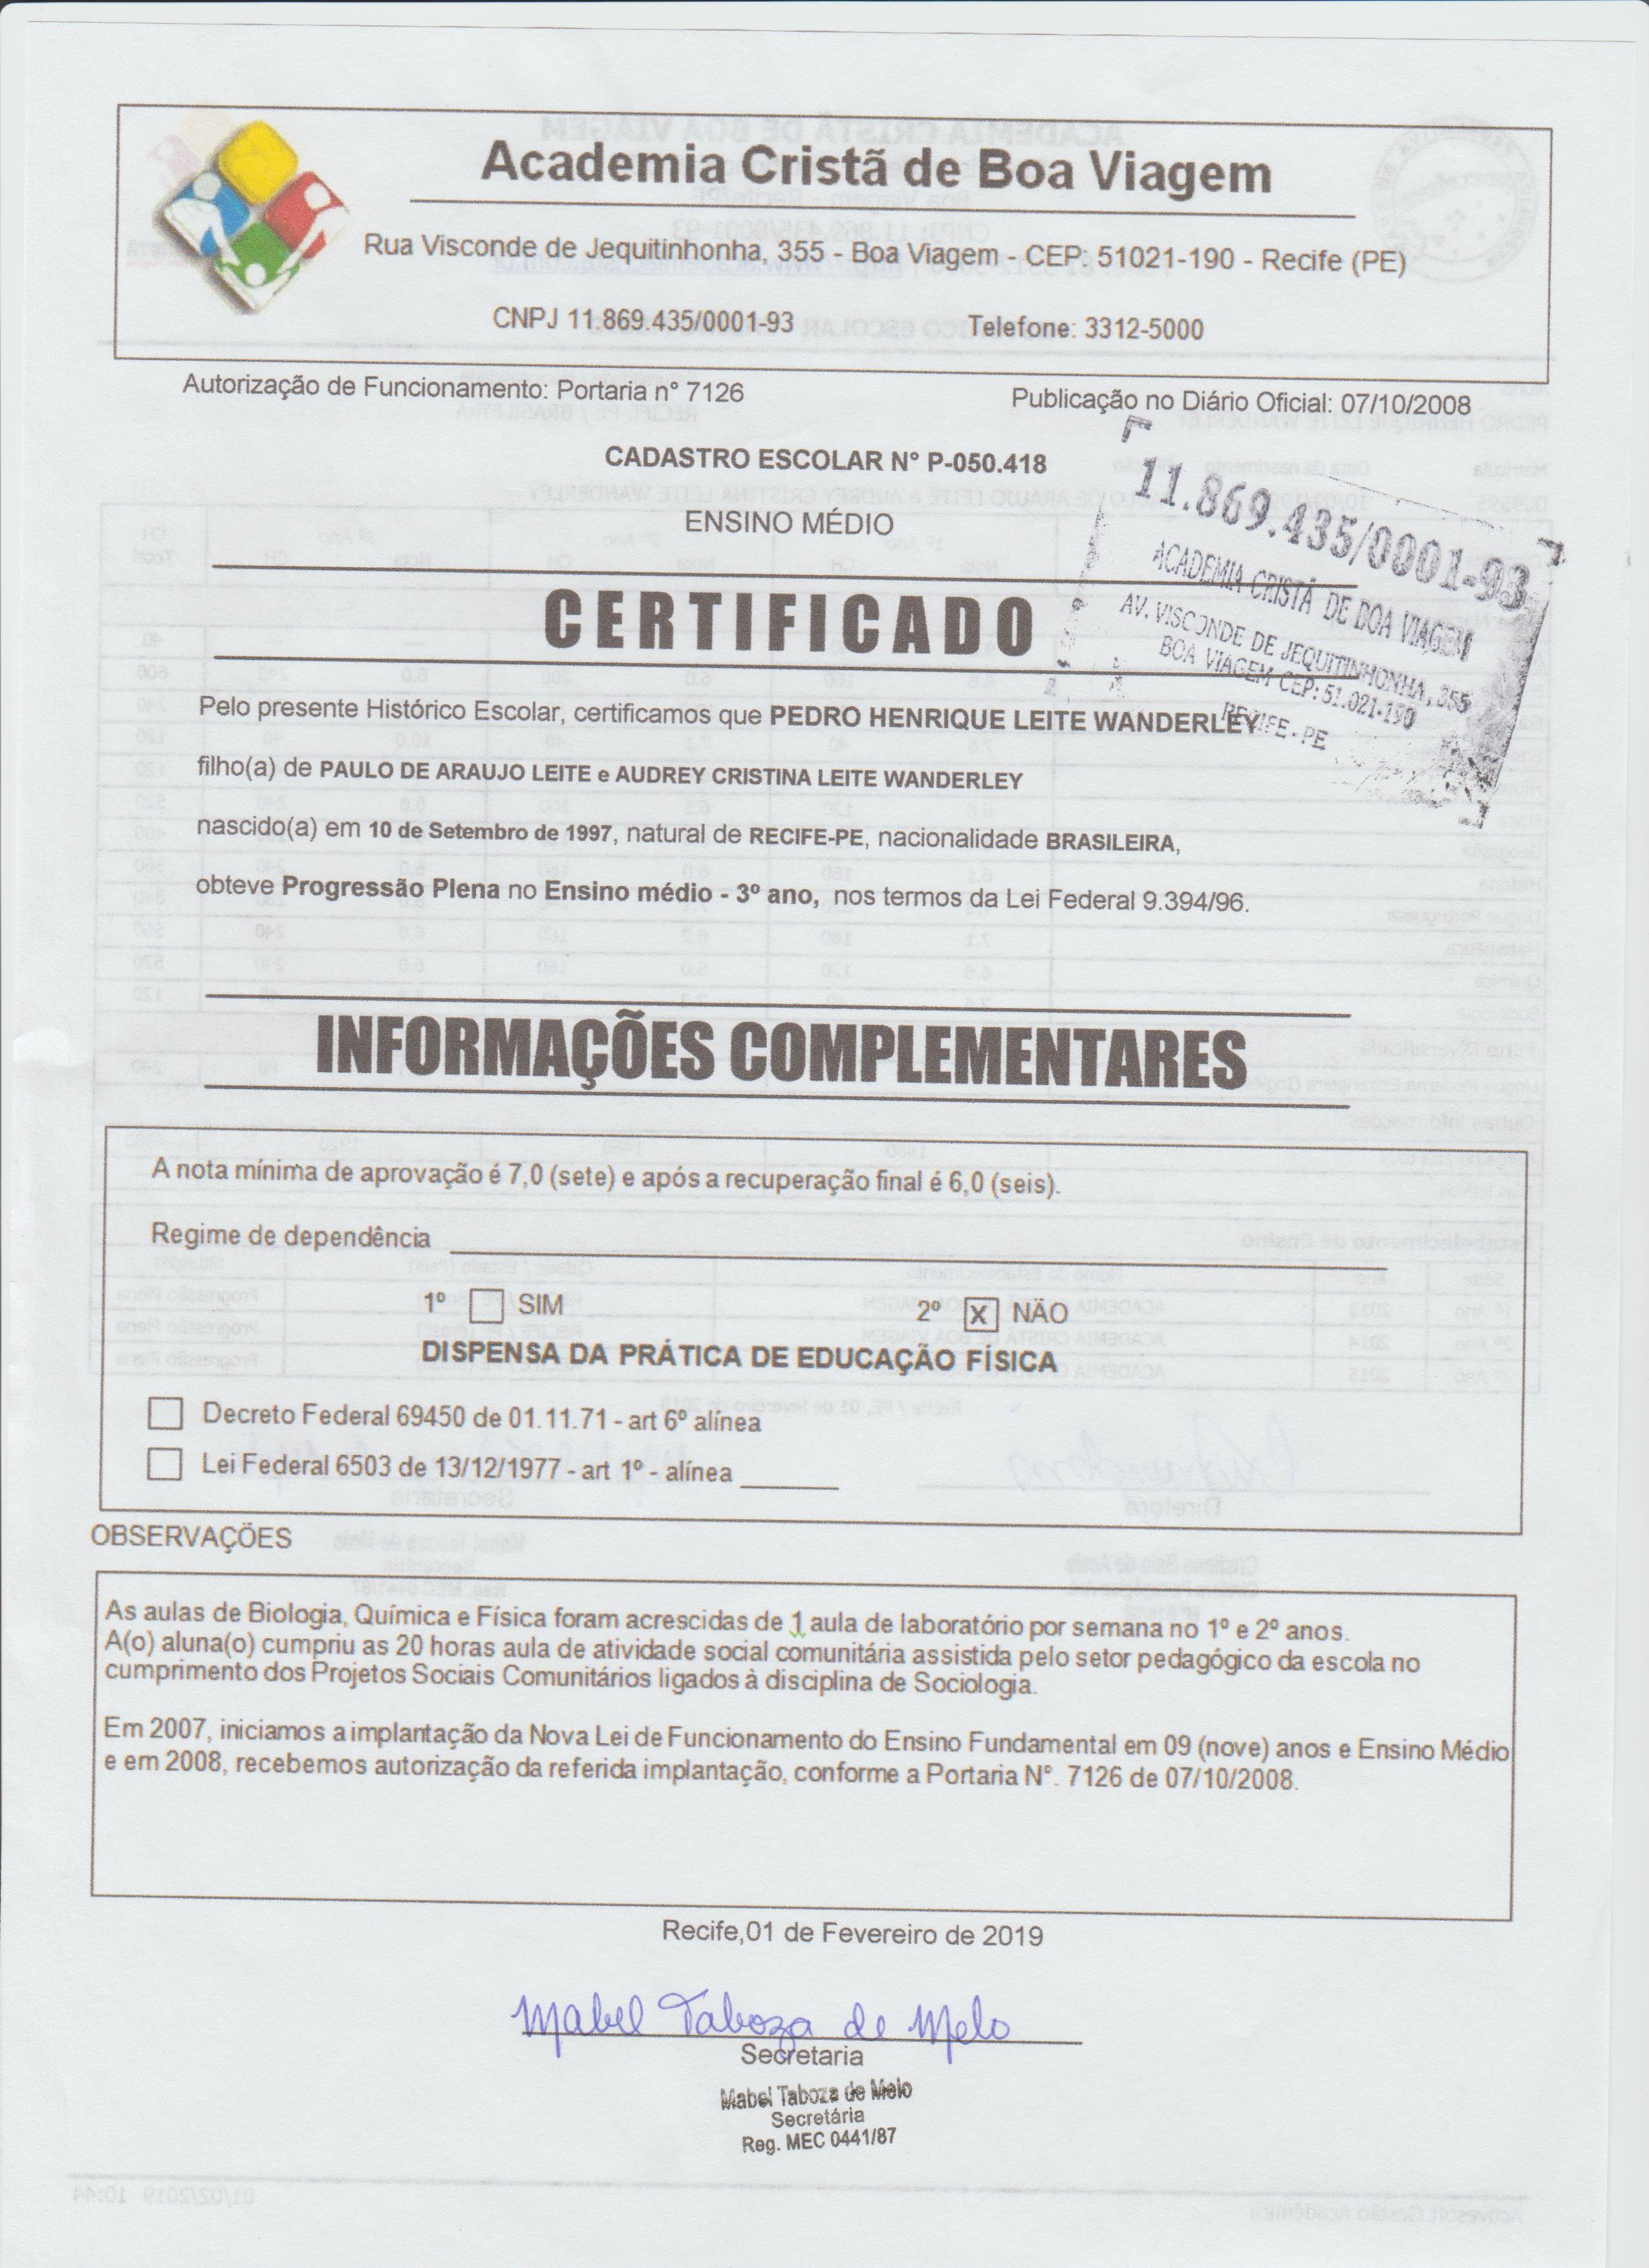 Academia Cristã de Boa Viagem
Rua Visconde de Jequitinhonha, 355 - Boa Viagem - CEP: 51021-190 - Recife (PE)
CNPJ 11.869.435/0001-93 Telefone: 3312-5000
Autorização de Funcionamento: Portaria n° 7126 Publicação no Diário Oficial: 07/10/2008
CADASTRO ESCOLAR N° P-050.418
ENSINO MÉDIO
11.869.435/0001-93
ACADEMIA CRISTÃ DE BOA VIAGEM
AV. VISCONDE DE JEQUITINHONHA, 355
BOA VIAGEM CEP: 51.021-190
RECIFE - PE
CERTIFICADO
Pelo presente Histórico Escolar, certificamos que PEDRO HENRIQUE LEITE WANDERLEY
filho(a) de PAULO DE ARAUJO LEITE e AUDREY CRISTINA LEITE WANDERLEY
nascido(a) em 10 de Setembro de 1997, natural de RECIFE-PE, nacionalidade BRASILEIRA,
obteve Progressão Plena no Ensino médio - 3º ano, nos termos da Lei Federal 9.394/96.
INFORMAÇÕES COMPLEMENTARES
A nota mínima de aprovação é 7,0 (sete) e após a recuperação final é 6,0 (seis).
Regime de dependência
1º SIM 2º X NÃO
DISPENSA DA PRÁTICA DE EDUCAÇÃO FÍSICA
Decreto Federal 69450 de 01.11.71 - art 6º alínea
Lei Federal 6503 de 13/12/1977 - art 1º - alínea
OBSERVAÇÕES
As aulas de Biologia, Química e Física foram acrescidas de 1 aula de laboratório por semana no 1º e 2º anos.
A(o) aluna(o) cumpriu as 20 horas aula de atividade social comunitária assistida pelo setor pedagógico da escola no
cumprimento dos Projetos Sociais Comunitários ligados à disciplina de Sociologia.
Em 2007, iniciamos a implantação da Nova Lei de Funcionamento do Ensino Fundamental em 09 (nove) anos e Ensino Médio
e em 2008, recebemos autorização da referida implantação, conforme a Portaria N°. 7126 de 07/10/2008.
Recife,01 de Fevereiro de 2019
Mabel Taboza de Melo
Secretaria
Mabel Taboza de Melo
Secretária
Reg. MEC 0441/87